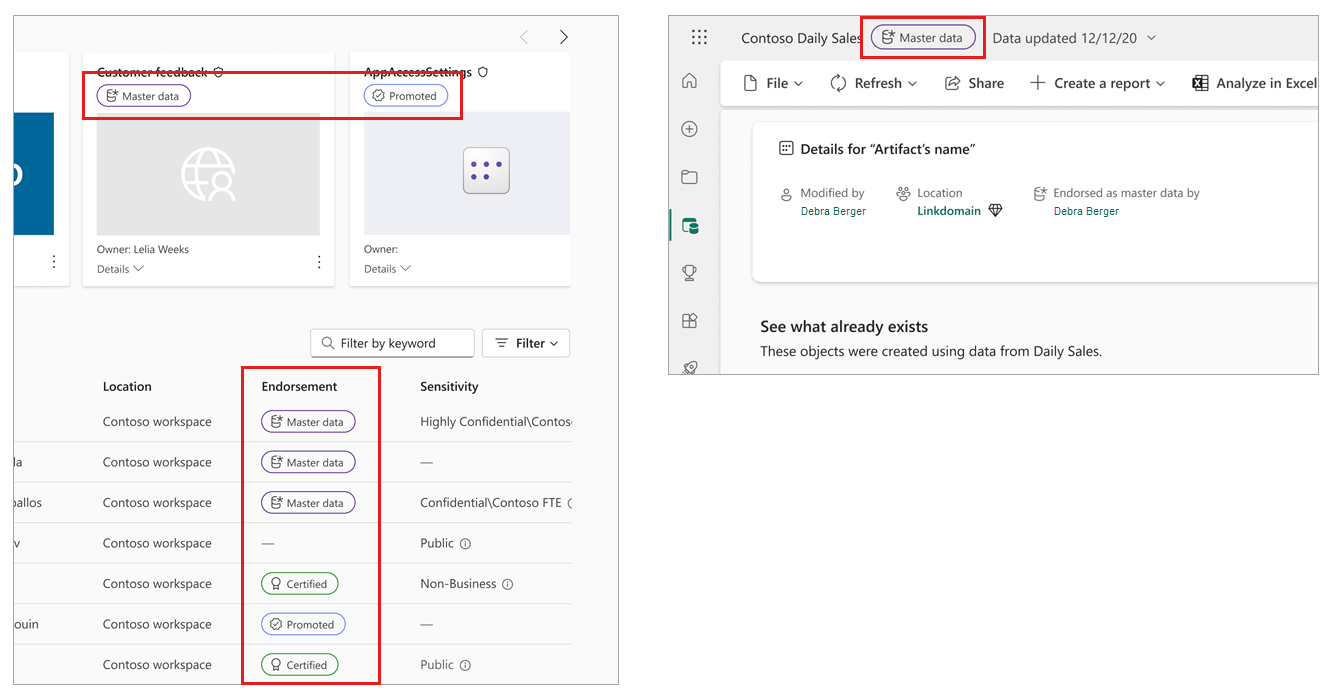 Customer feedback
AppAccessSettings
Master data
Promoted
Owner: Lelia Weeks
Details
Owner:
Details
Filter by keyword
Filter
Location Endorsement Sensitivity
Contoso workspace Master data Highly Confidential\Contoso
la Contoso workspace Master data —
ballos Contoso workspace Master data Confidential\Contoso FTE
v Contoso workspace — Public
Contoso workspace Certified Non-Business
ouin Contoso workspace Promoted —
Contoso workspace Certified Public
Contoso Daily Sales Master data Data updated 12/12/20
File Refresh Share Create a report Analyze in Excel
Details for “Artifact’s name”
Modified by Location Endorsed as master data by
Debra Berger Linkdomain Debra Berger
See what already exists
These objects were created using data from Daily Sales.